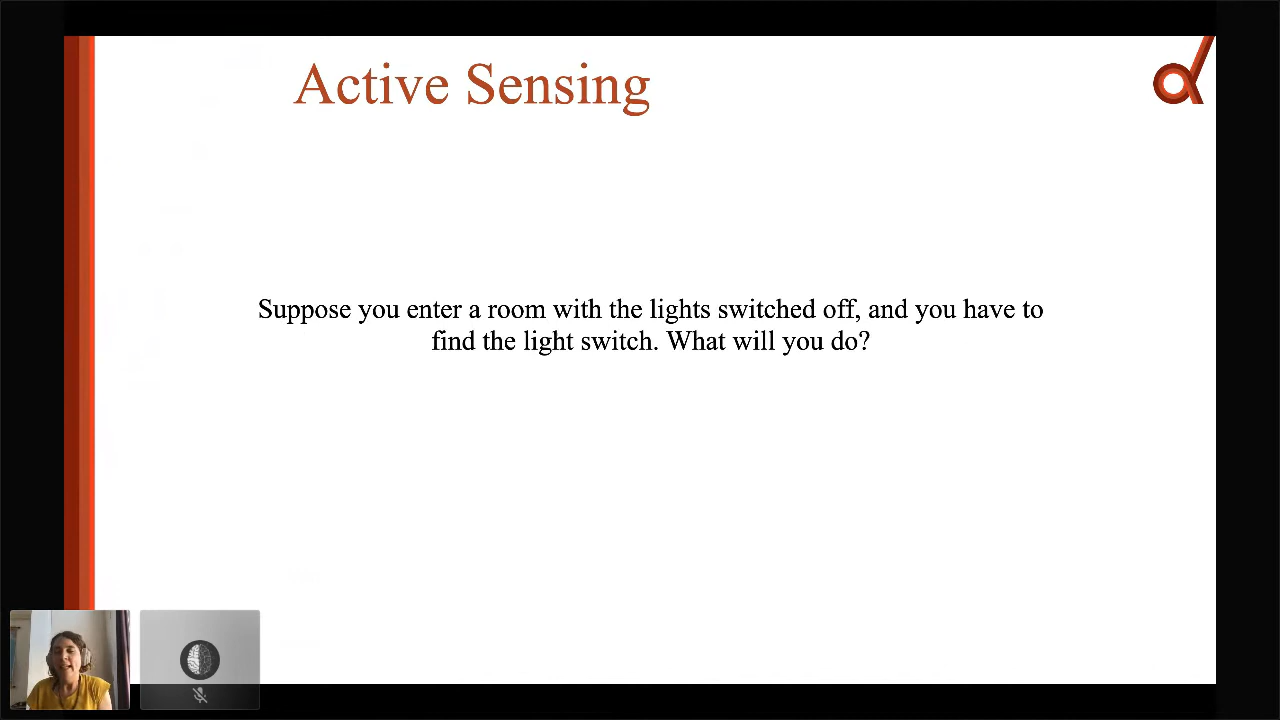 Active Sensing
Suppose you enter a room with the lights switched off, and you have to
find the light switch. What will you do?